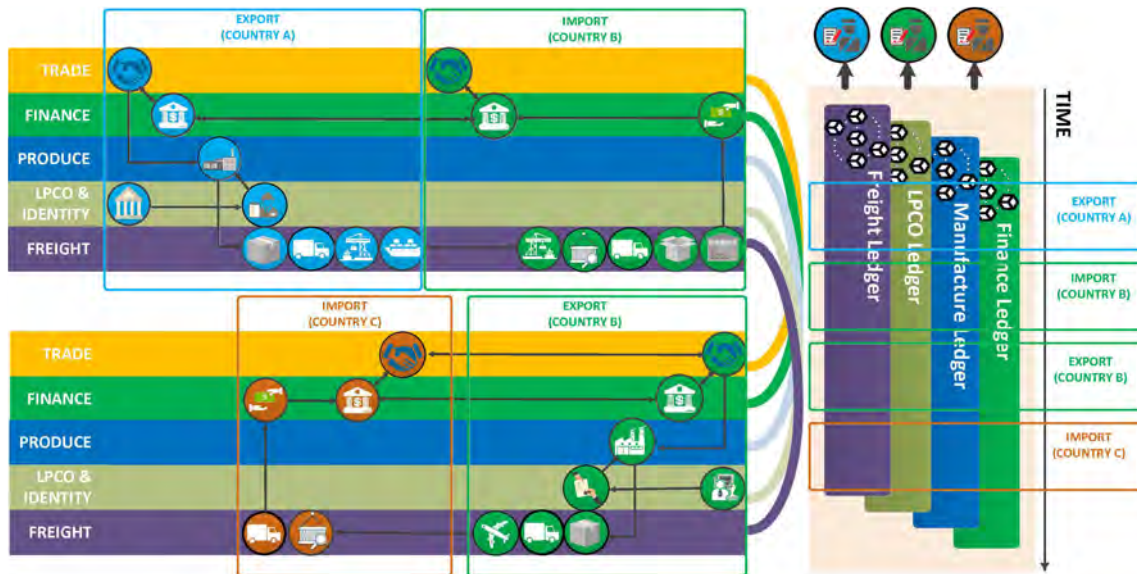 EXPORT
(COUNTRY A)
IMPORT
(COUNTRY B)
TRADE
FINANCE
PRODUCE
LPCO &
IDENTITY
FREIGHT
IMPORT
(COUNTRY C)
EXPORT
(COUNTRY B)
TRADE
FINANCE
PRODUCE
LPCO &
IDENTITY
FREIGHT
TIME
Freight Ledger
LPCO Ledger
Manufacture Ledger
Finance Ledger
EXPORT
(COUNTRY A)
IMPORT
(COUNTRY B)
EXPORT
(COUNTRY B)
IMPORT
(COUNTRY C)